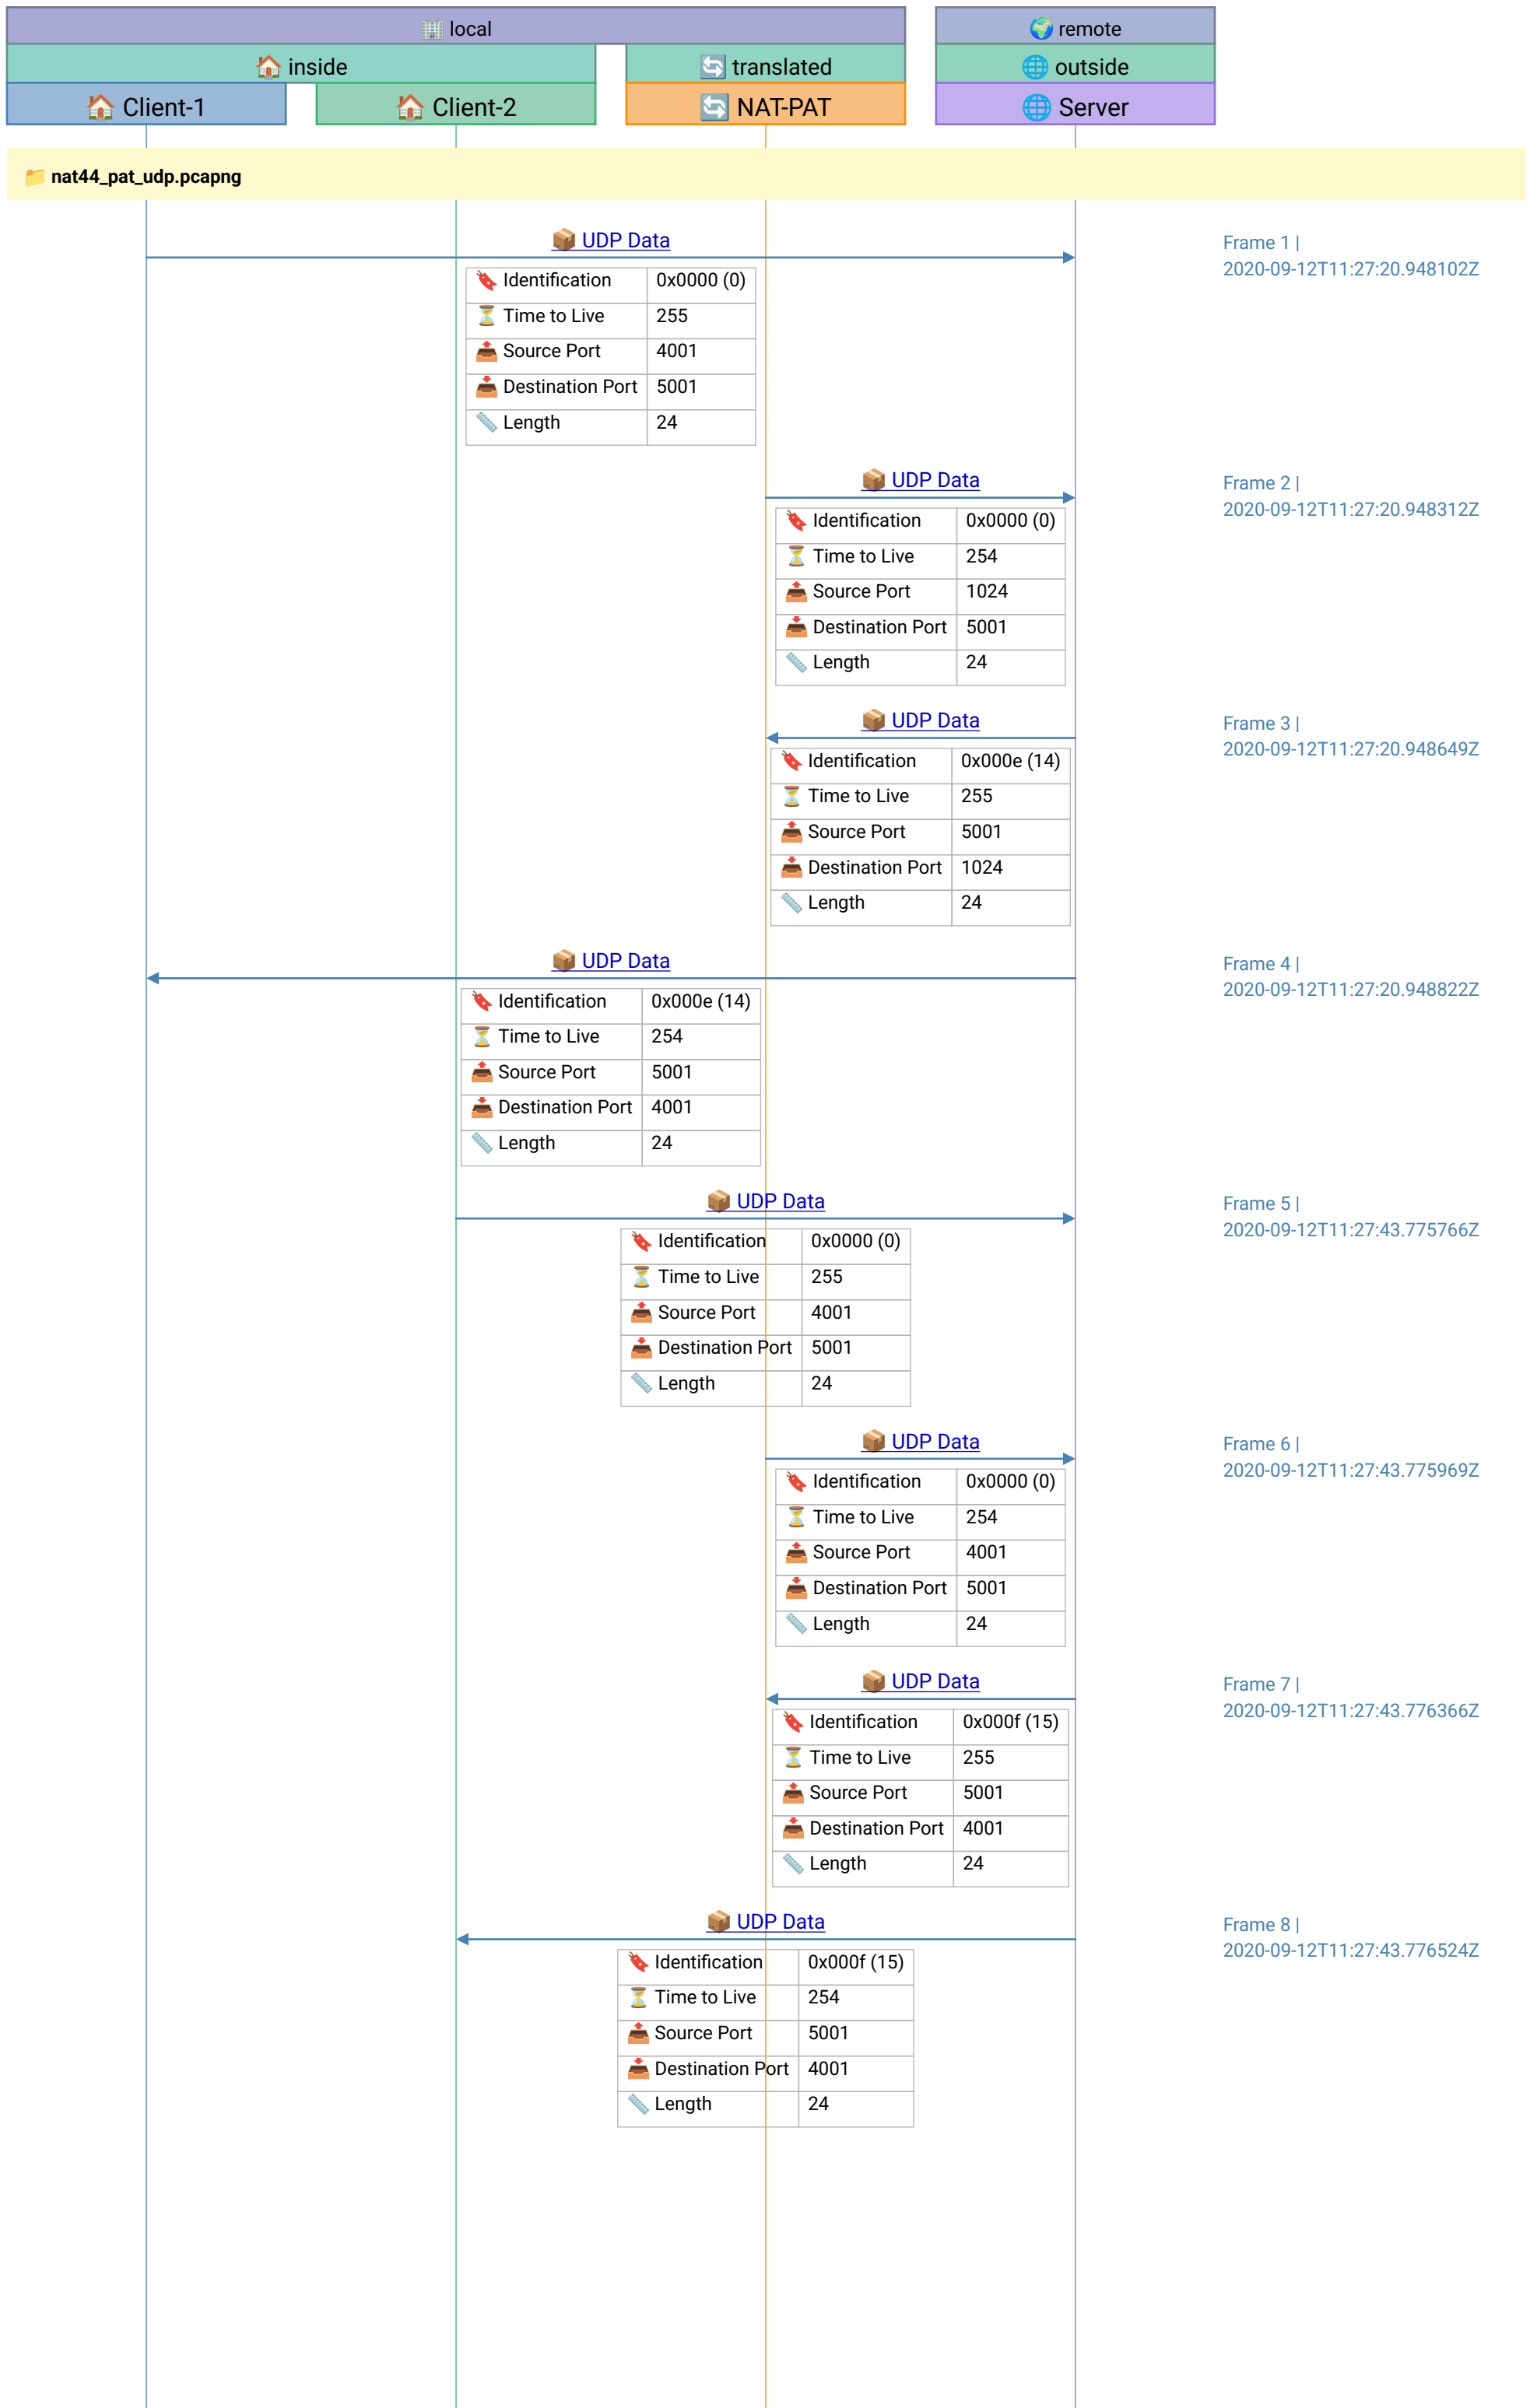 🏢 local
🌍 remote
🏠 inside
🔄 translated
🌐 outside
🏠 Client-1
🏠 Client-2
🔄 NAT-PAT
🌐 Server
📁 nat44_pat_udp.pcapng
📦 UDP Data
Frame 1 |
2020-09-12T11:27:20.948102Z
🔖 Identification 0x0000 (0)
⏳ Time to Live 255
📤 Source Port 4001
📥 Destination Port 5001
📏 Length 24
📦 UDP Data
Frame 2 |
2020-09-12T11:27:20.948312Z
🔖 Identification 0x0000 (0)
⏳ Time to Live 254
📤 Source Port 1024
📥 Destination Port 5001
📏 Length 24
📦 UDP Data
Frame 3 |
2020-09-12T11:27:20.948649Z
🔖 Identification 0x000e (14)
⏳ Time to Live 255
📤 Source Port 5001
📥 Destination Port 1024
📏 Length 24
📦 UDP Data
Frame 4 |
2020-09-12T11:27:20.948822Z
🔖 Identification 0x000e (14)
⏳ Time to Live 254
📤 Source Port 5001
📥 Destination Port 4001
📏 Length 24
📦 UDP Data
Frame 5 |
2020-09-12T11:27:43.775766Z
🔖 Identification 0x0000 (0)
⏳ Time to Live 255
📤 Source Port 4001
📥 Destination Port 5001
📏 Length 24
📦 UDP Data
Frame 6 |
2020-09-12T11:27:43.775969Z
🔖 Identification 0x0000 (0)
⏳ Time to Live 254
📤 Source Port 4001
📥 Destination Port 5001
📏 Length 24
📦 UDP Data
Frame 7 |
2020-09-12T11:27:43.776366Z
🔖 Identification 0x000f (15)
⏳ Time to Live 255
📤 Source Port 5001
📥 Destination Port 4001
📏 Length 24
📦 UDP Data
Frame 8 |
2020-09-12T11:27:43.776524Z
🔖 Identification 0x000f (15)
⏳ Time to Live 254
📤 Source Port 5001
📥 Destination Port 4001
📏 Length 24